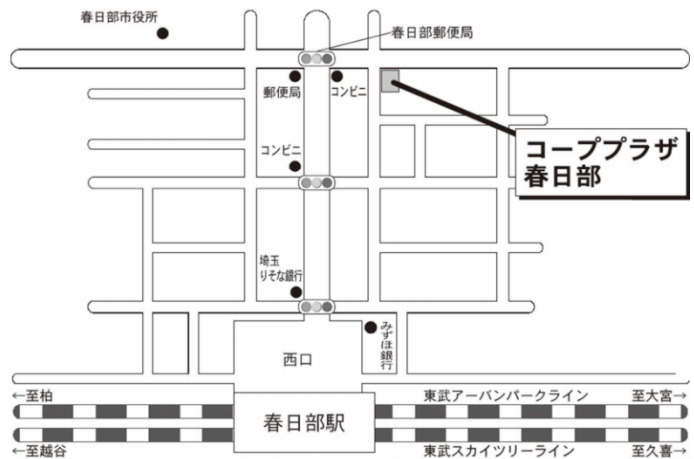 春日部市役所
春日部郵便局
郵便局
コンビニ
コンビニ
コーププラザ
春日部
埼玉
りそな銀行
みずほ銀行
西口
←至柏
東武アーバンパークライン
至大宮→
春日部駅
←至越谷
東武スカイツリーライン
至久喜→